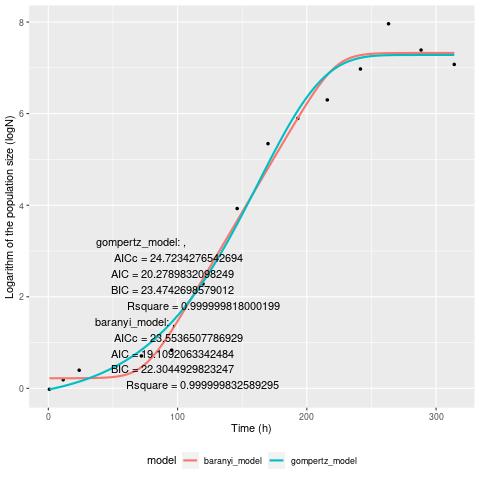 8
6
4
2
0
Logarithm of the population size (logN)
gompertz_model: ,
AICc = 24.7234276542694
AIC = 20.2789832098249
BIC = 23.4742698579012
Rsquare = 0.999999818000199
baranyi_model:
AICc = 23.5536507786929
AIC = 19.1092063342484
BIC = 22.3044929823247
Rsquare = 0.999999832589295
0 100 200 300
Time (h)
model baranyi_model gompertz_model